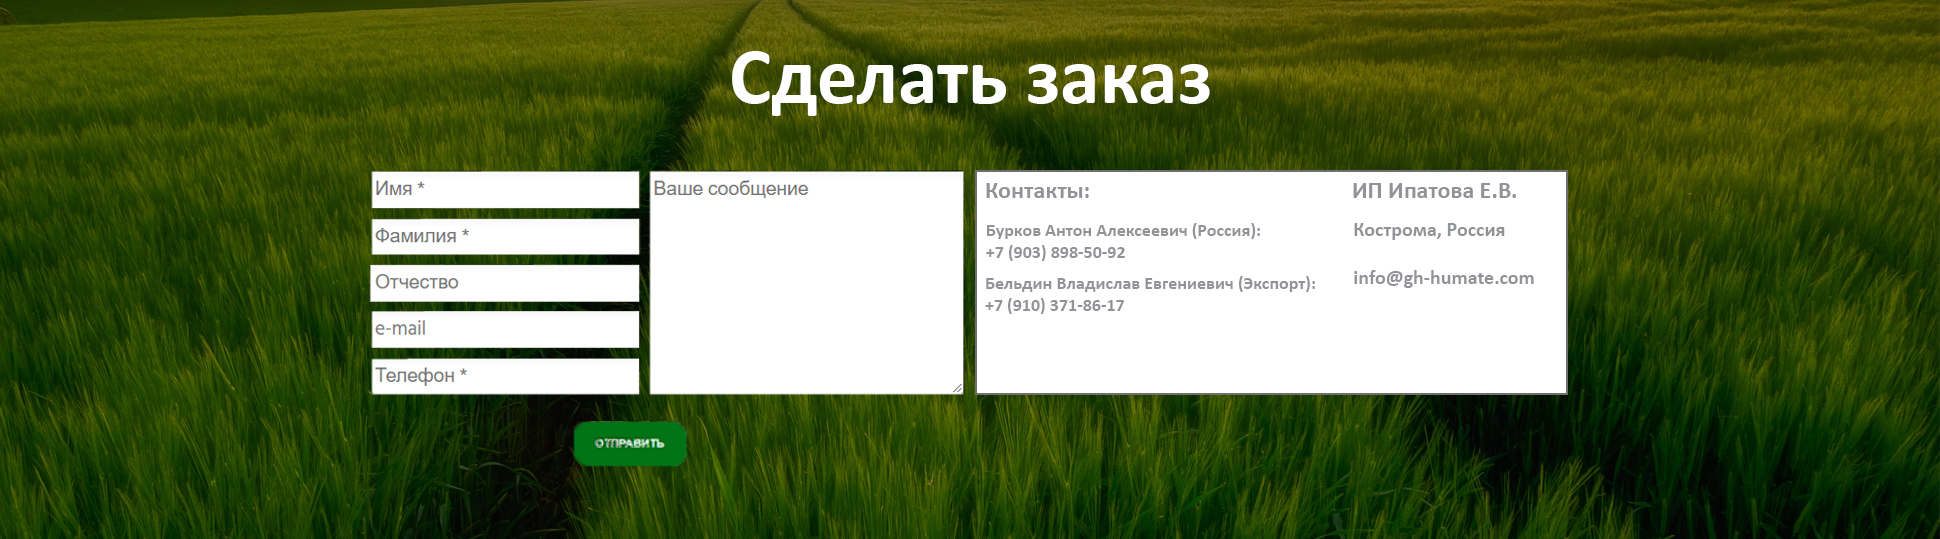 Сделать заказ
Имя *
Фамилия *
Отчество
e-mail
Телефон *
Ваше сообщение
ОТПРАВИТЬ
Контакты:
Бурков Антон Алексеевич (Россия):
+7 (903) 898-50-92
Бельдин Владислав Евгениевич (Экспорт):
+7 (910) 371-86-17
ИП Ипатова Е.В.
Кострома, Россия
info@gh-humate.com